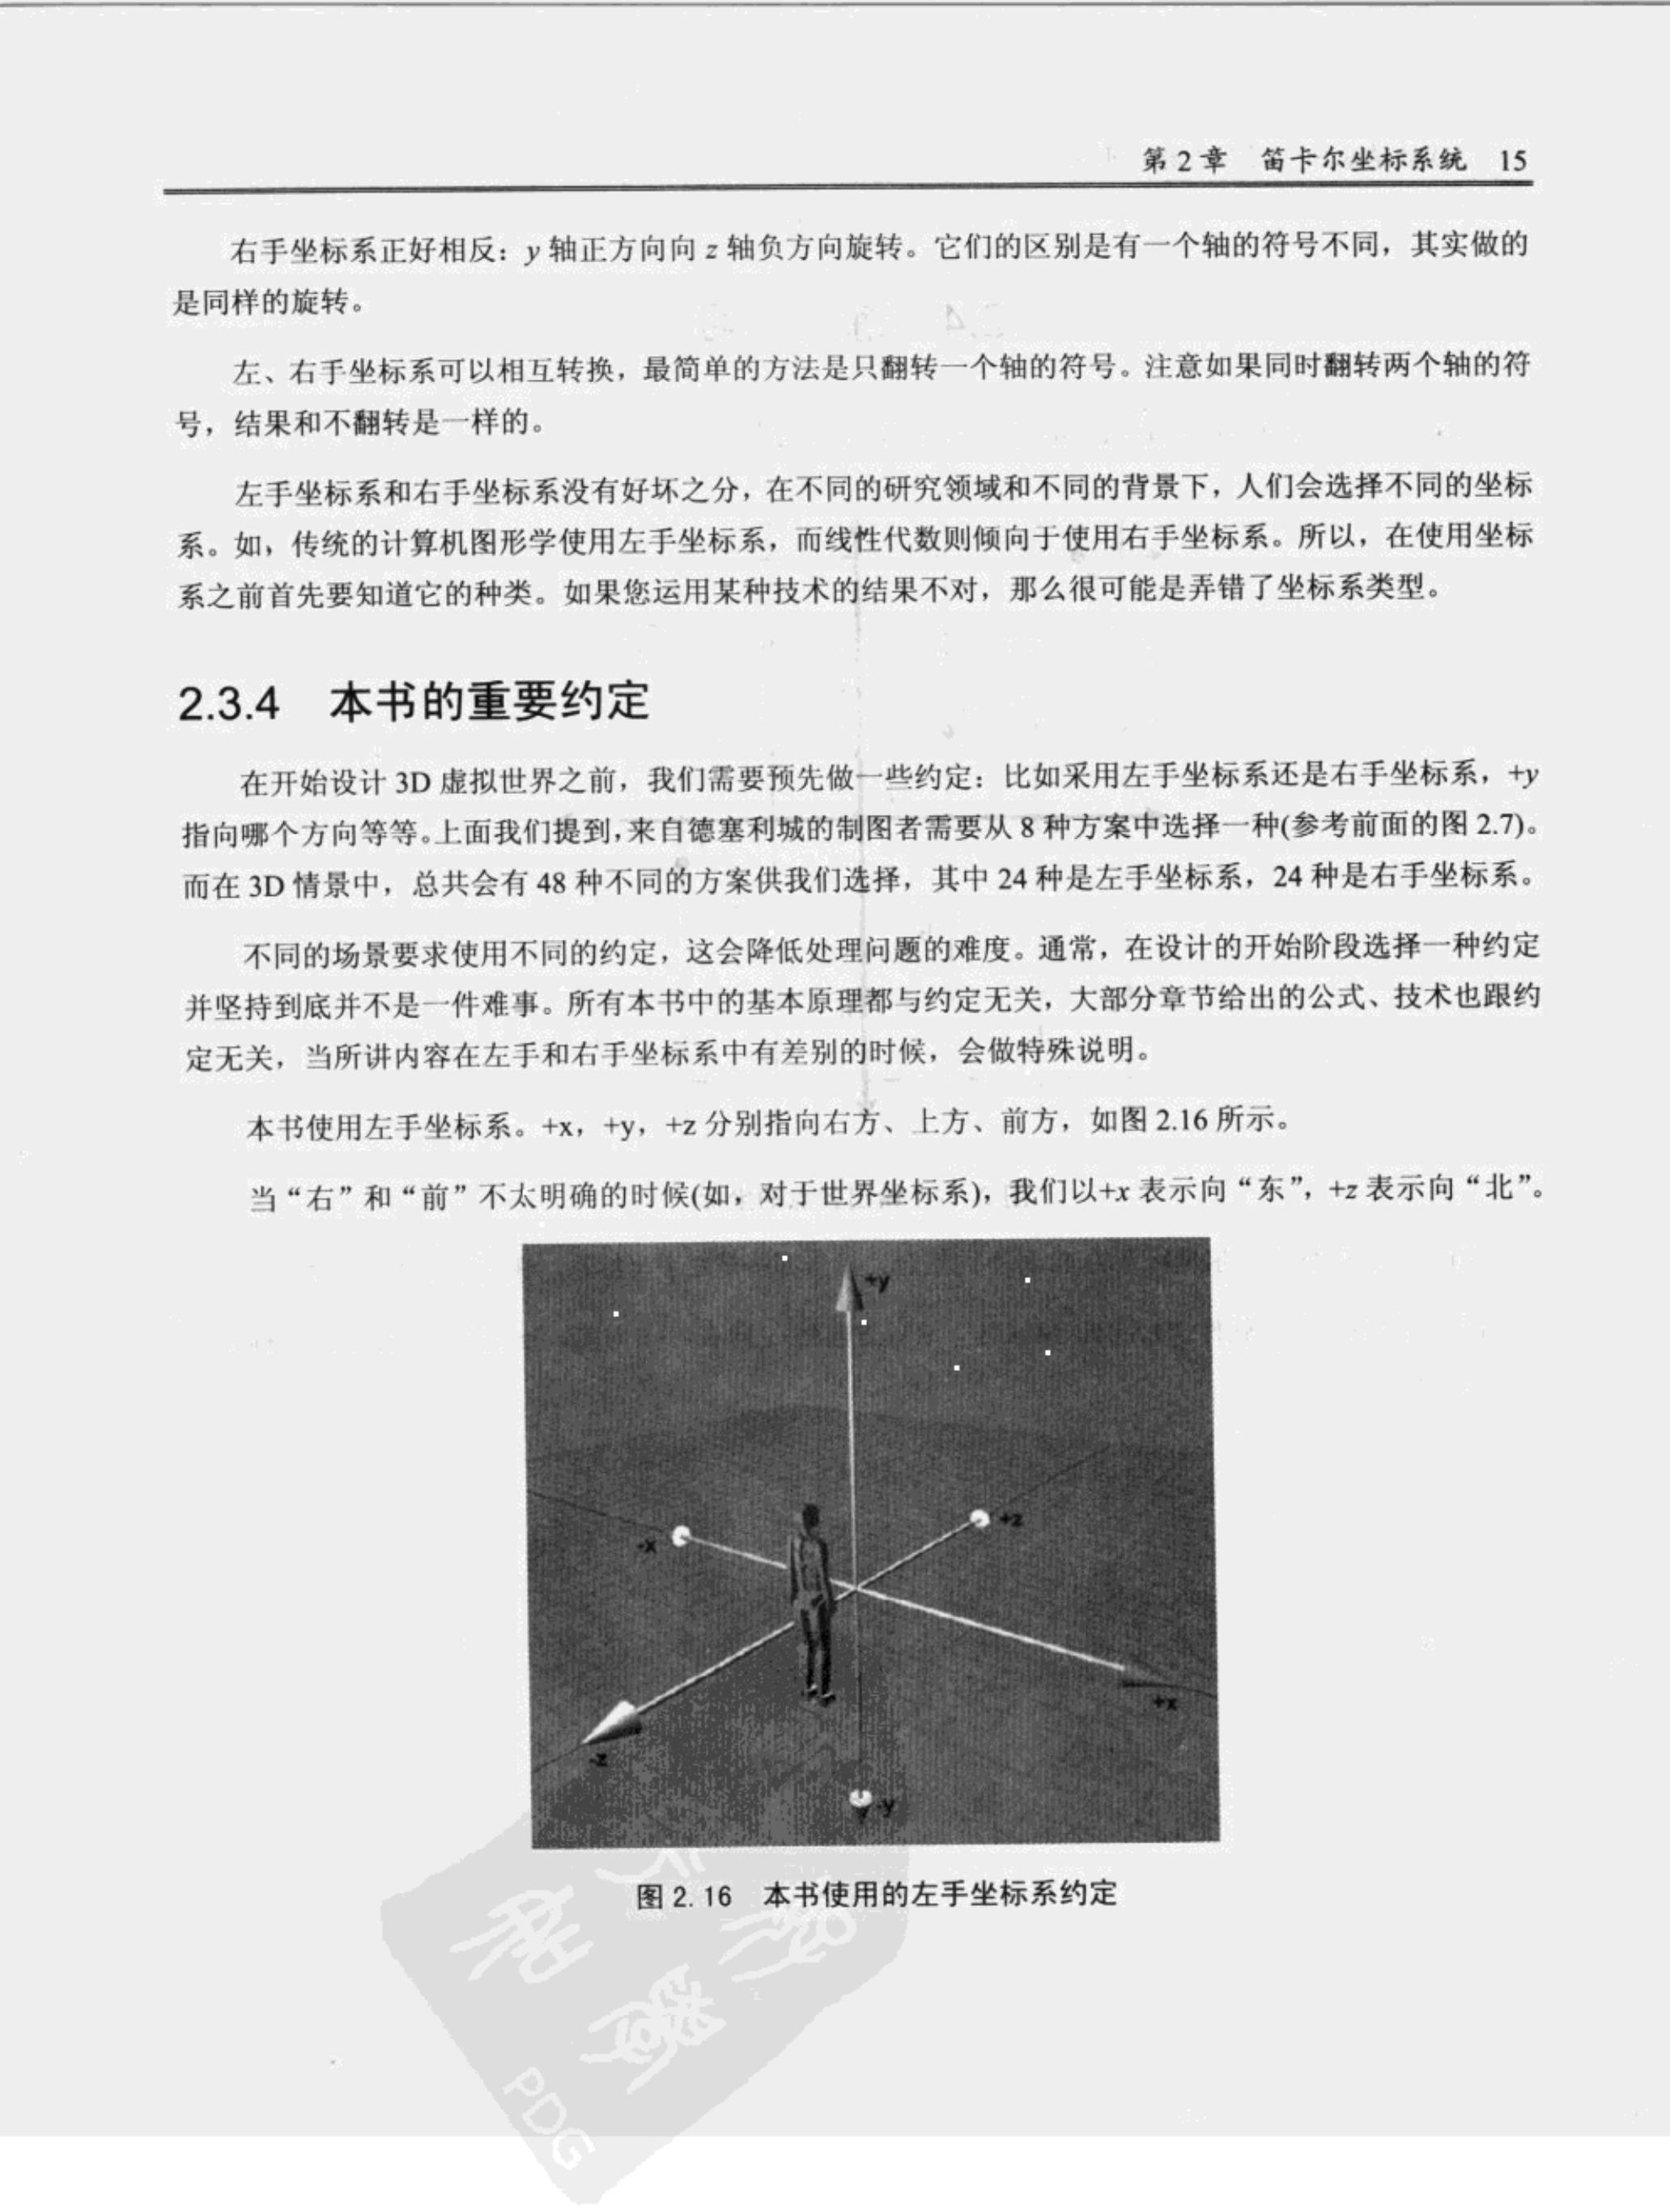 第 2 章　笛卡尔坐标系统　15
右手坐标系正好相反：y 轴正方向向 z 轴负方向旋转。它们的区别是有一个轴的符号不同，其实做的
是同样的旋转。
左、右手坐标系可以相互转换，最简单的方法是只翻转一个轴的符号。注意如果同时翻转两个轴的符
号，结果和不翻转是一样的。
左手坐标系和右手坐标系没有好坏之分，在不同的研究领域和不同的背景下，人们会选择不同的坐标
系。如，传统的计算机图形学使用左手坐标系，而线性代数则倾向于使用右手坐标系。所以，在使用坐标
系之前首先要知道它的种类。如果您运用某种技术的结果不对，那么很可能是弄错了坐标系类型。
2.3.4　本书的重要约定
在开始设计 3D 虚拟世界之前，我们需要预先做一些约定：比如采用左手坐标系还是右手坐标系，+y
指向哪个方向等等。上面我们提到，来自德塞利城的制图者需要从 8 种方案中选择一种(参考前面的图 2.7)。
而在 3D 情景中，总共会有 48 种不同的方案供我们选择，其中 24 种是左手坐标系，24 种是右手坐标系。
不同的场景要求使用不同的约定，这会降低处理问题的难度。通常，在设计的开始阶段选择一种约定
并坚持到底并不是一件难事。所有本书中的基本原理都与约定无关，大部分章节给出的公式、技术也跟约
定无关，当所讲内容在左手和右手坐标系中有差别的时候，会做特殊说明。
本书使用左手坐标系。+x，+y，+z 分别指向右方、上方、前方，如图 2.16 所示。
当“右”和“前”不太明确的时候(如，对于世界坐标系)，我们以+x 表示向“东”，+z 表示向“北”。
+y
+z
-x
+x
-z
-y
图 2.16　本书使用的左手坐标系约定
PDG